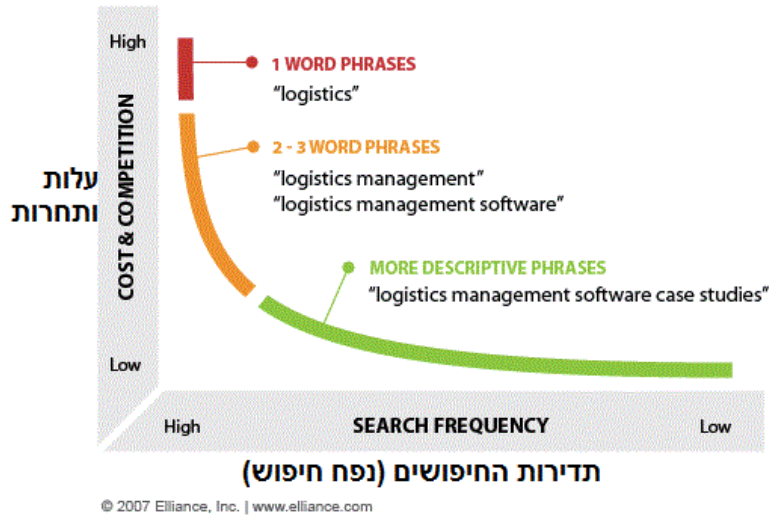 High
1 WORD PHRASES
“logistics”
2 - 3 WORD PHRASES
“logistics management”
“logistics management software”
עלות
ותחרות
COST & COMPETITION
MORE DESCRIPTIVE PHRASES
“logistics management software case studies”
Low
High
SEARCH FREQUENCY
Low
תדירות החיפושים (נפח חיפוש)
© 2007 Elliance, Inc. | www.elliance.com